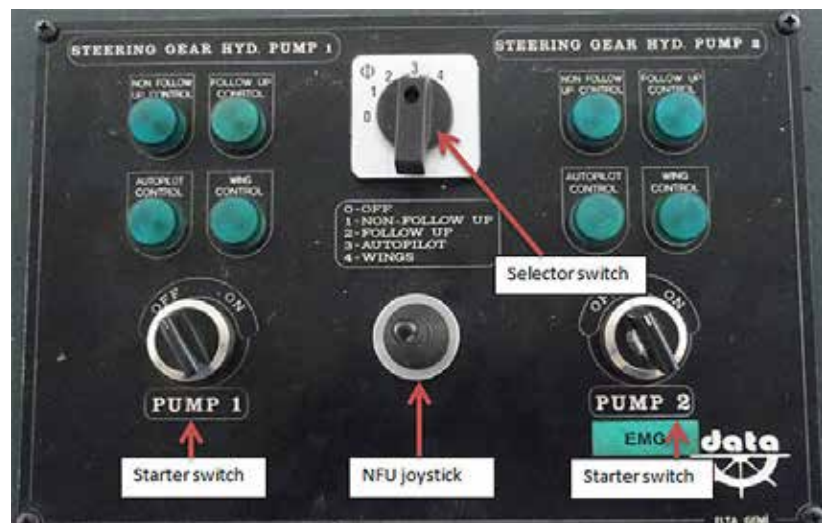 STEERING GEAR HYD. PUMP 1
NON FOLLOW
UP CONTROL
FOLLOW UP
CONRTOL
AUTOPILOT
CONTROL
WING
CONTROL
0 1 2 3 4
0-OFF
1-NON-FOLLOW UP
2-FOLLOW UP
3-AUTOPILOT
4-WINGS
STEERING GEAR HYD. PUMP 2
NON FOLLOW
UP CONTROL
FOLLOW UP
CONTROL
AUTOPILOT
CONTROL
WING
CONTROL
Selector switch
OFF ON
PUMP 1
Starter switch
NFU joystick
ON
PUMP 2
EMG
data
Starter switch